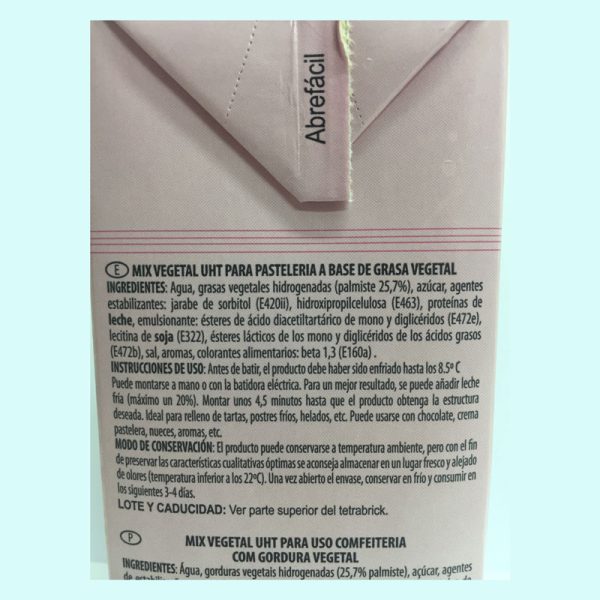 Abrefácil
E MIX VEGETAL UHT PARA PASTELERIA A BASE DE GRASA VEGETAL
INGREDIENTES: Agua, grasas vegetales hidrogenadas (palmiste 25,7%), azúcar, agentes
estabilizantes: jarabe de sorbitol (E420ii), hidroxipropilcelulosa (E463), proteínas de
leche, emulsionante: ésteres de ácido diacetiltartárico de mono y diglicéridos (E472e),
lecitina de soja (E322), ésteres lácticos de los mono y diglicéridos de los ácidos grasos
(E472b), sal, aromas, colorantes alimentarios: beta 1,3 (E160a) .
INSTRUCCIONES DE USO: Antes de batir, el producto debe haber sido enfriado hasta los 8.5º C
Puede montarse a mano o con la batidora eléctrica. Para un mejor resultado, se puede añadir leche
fría (máximo un 20%). Montar unos 4,5 minutos hasta que el producto obtenga la estructura
deseada. Ideal para relleno de tartas, postres fríos, helados, etc. Puede usarse con chocolate, crema
pastelera, nueces, aromas, etc.
MODO DE CONSERVACIÓN: El producto puede conservarse a temperatura ambiente, pero con el fin
de preservar las características cualitativas óptimas se aconseja almacenar en un lugar fresco y alejado
de olores (temperatura inferior a los 22ºC). Una vez abierto el envase, conservar en frío y consumir en
los siguientes 3-4 días.
LOTE Y CADUCIDAD: Ver parte superior del tetrabrick.
P MIX VEGETAL UHT PARA USO COMFEITERIA
COM GORDURA VEGETAL
INGREDIENTES: Água, gorduras vegetais hidrogenadas (25,7% palmiste), açúcar, agentes